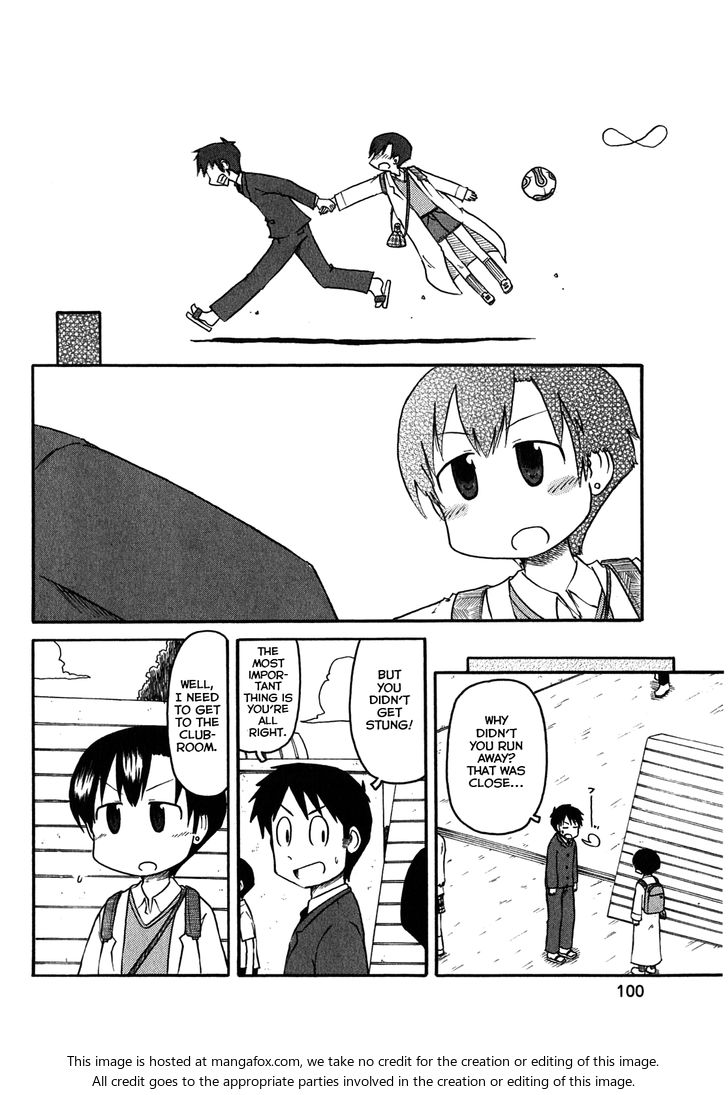 WHY
DIDN'T
YOU RUN
AWAY?
THAT WAS
CLOSE...
BUT
YOU
DIDN'T
GET
STUNG!
THE
MOST
IMPOR-
TANT
THING IS
YOU'RE
ALL
RIGHT.
WELL,
I NEED
TO GET
TO THE
CLUB-
ROOM.
?
100
This image is hosted at mangafox.com, we take no credit for the creation or editing of this image.
All credit goes to the appropriate parties involved in the creation or editing of this image.